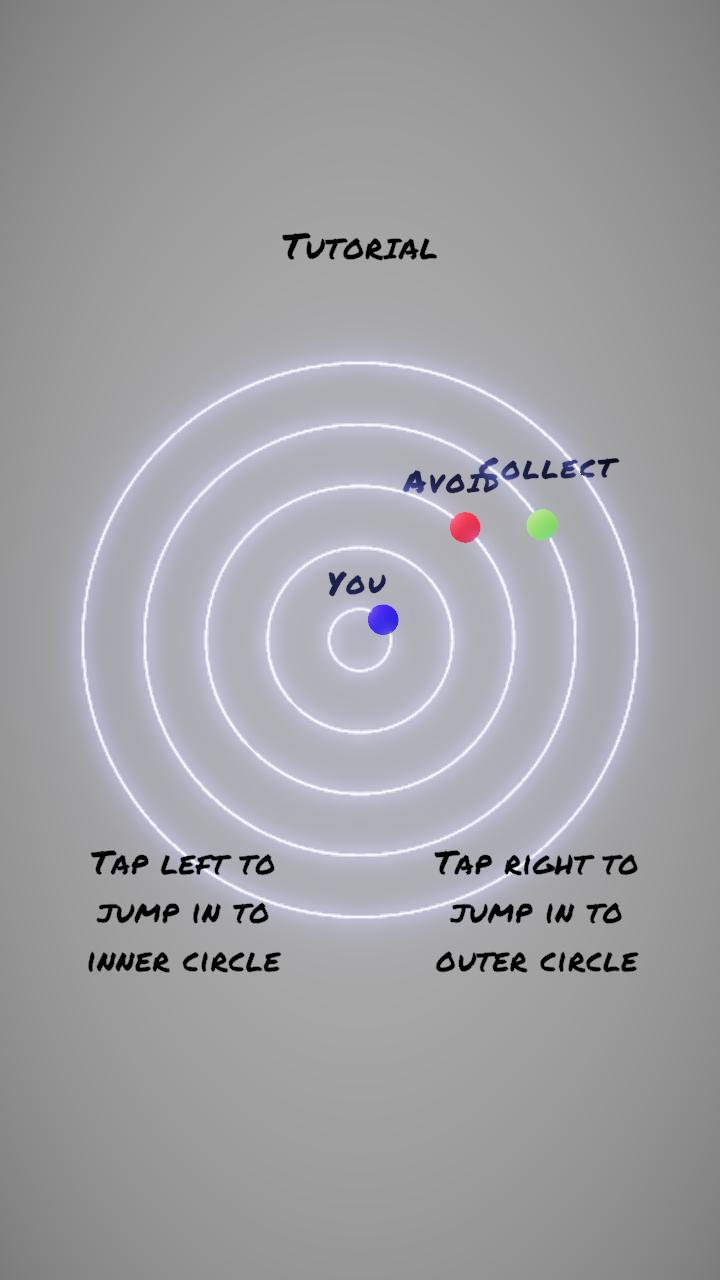 Tutorial
Collect
Avoid
You
Tap left to
jump in to
inner circle
Tap right to
jump in to
outer circle